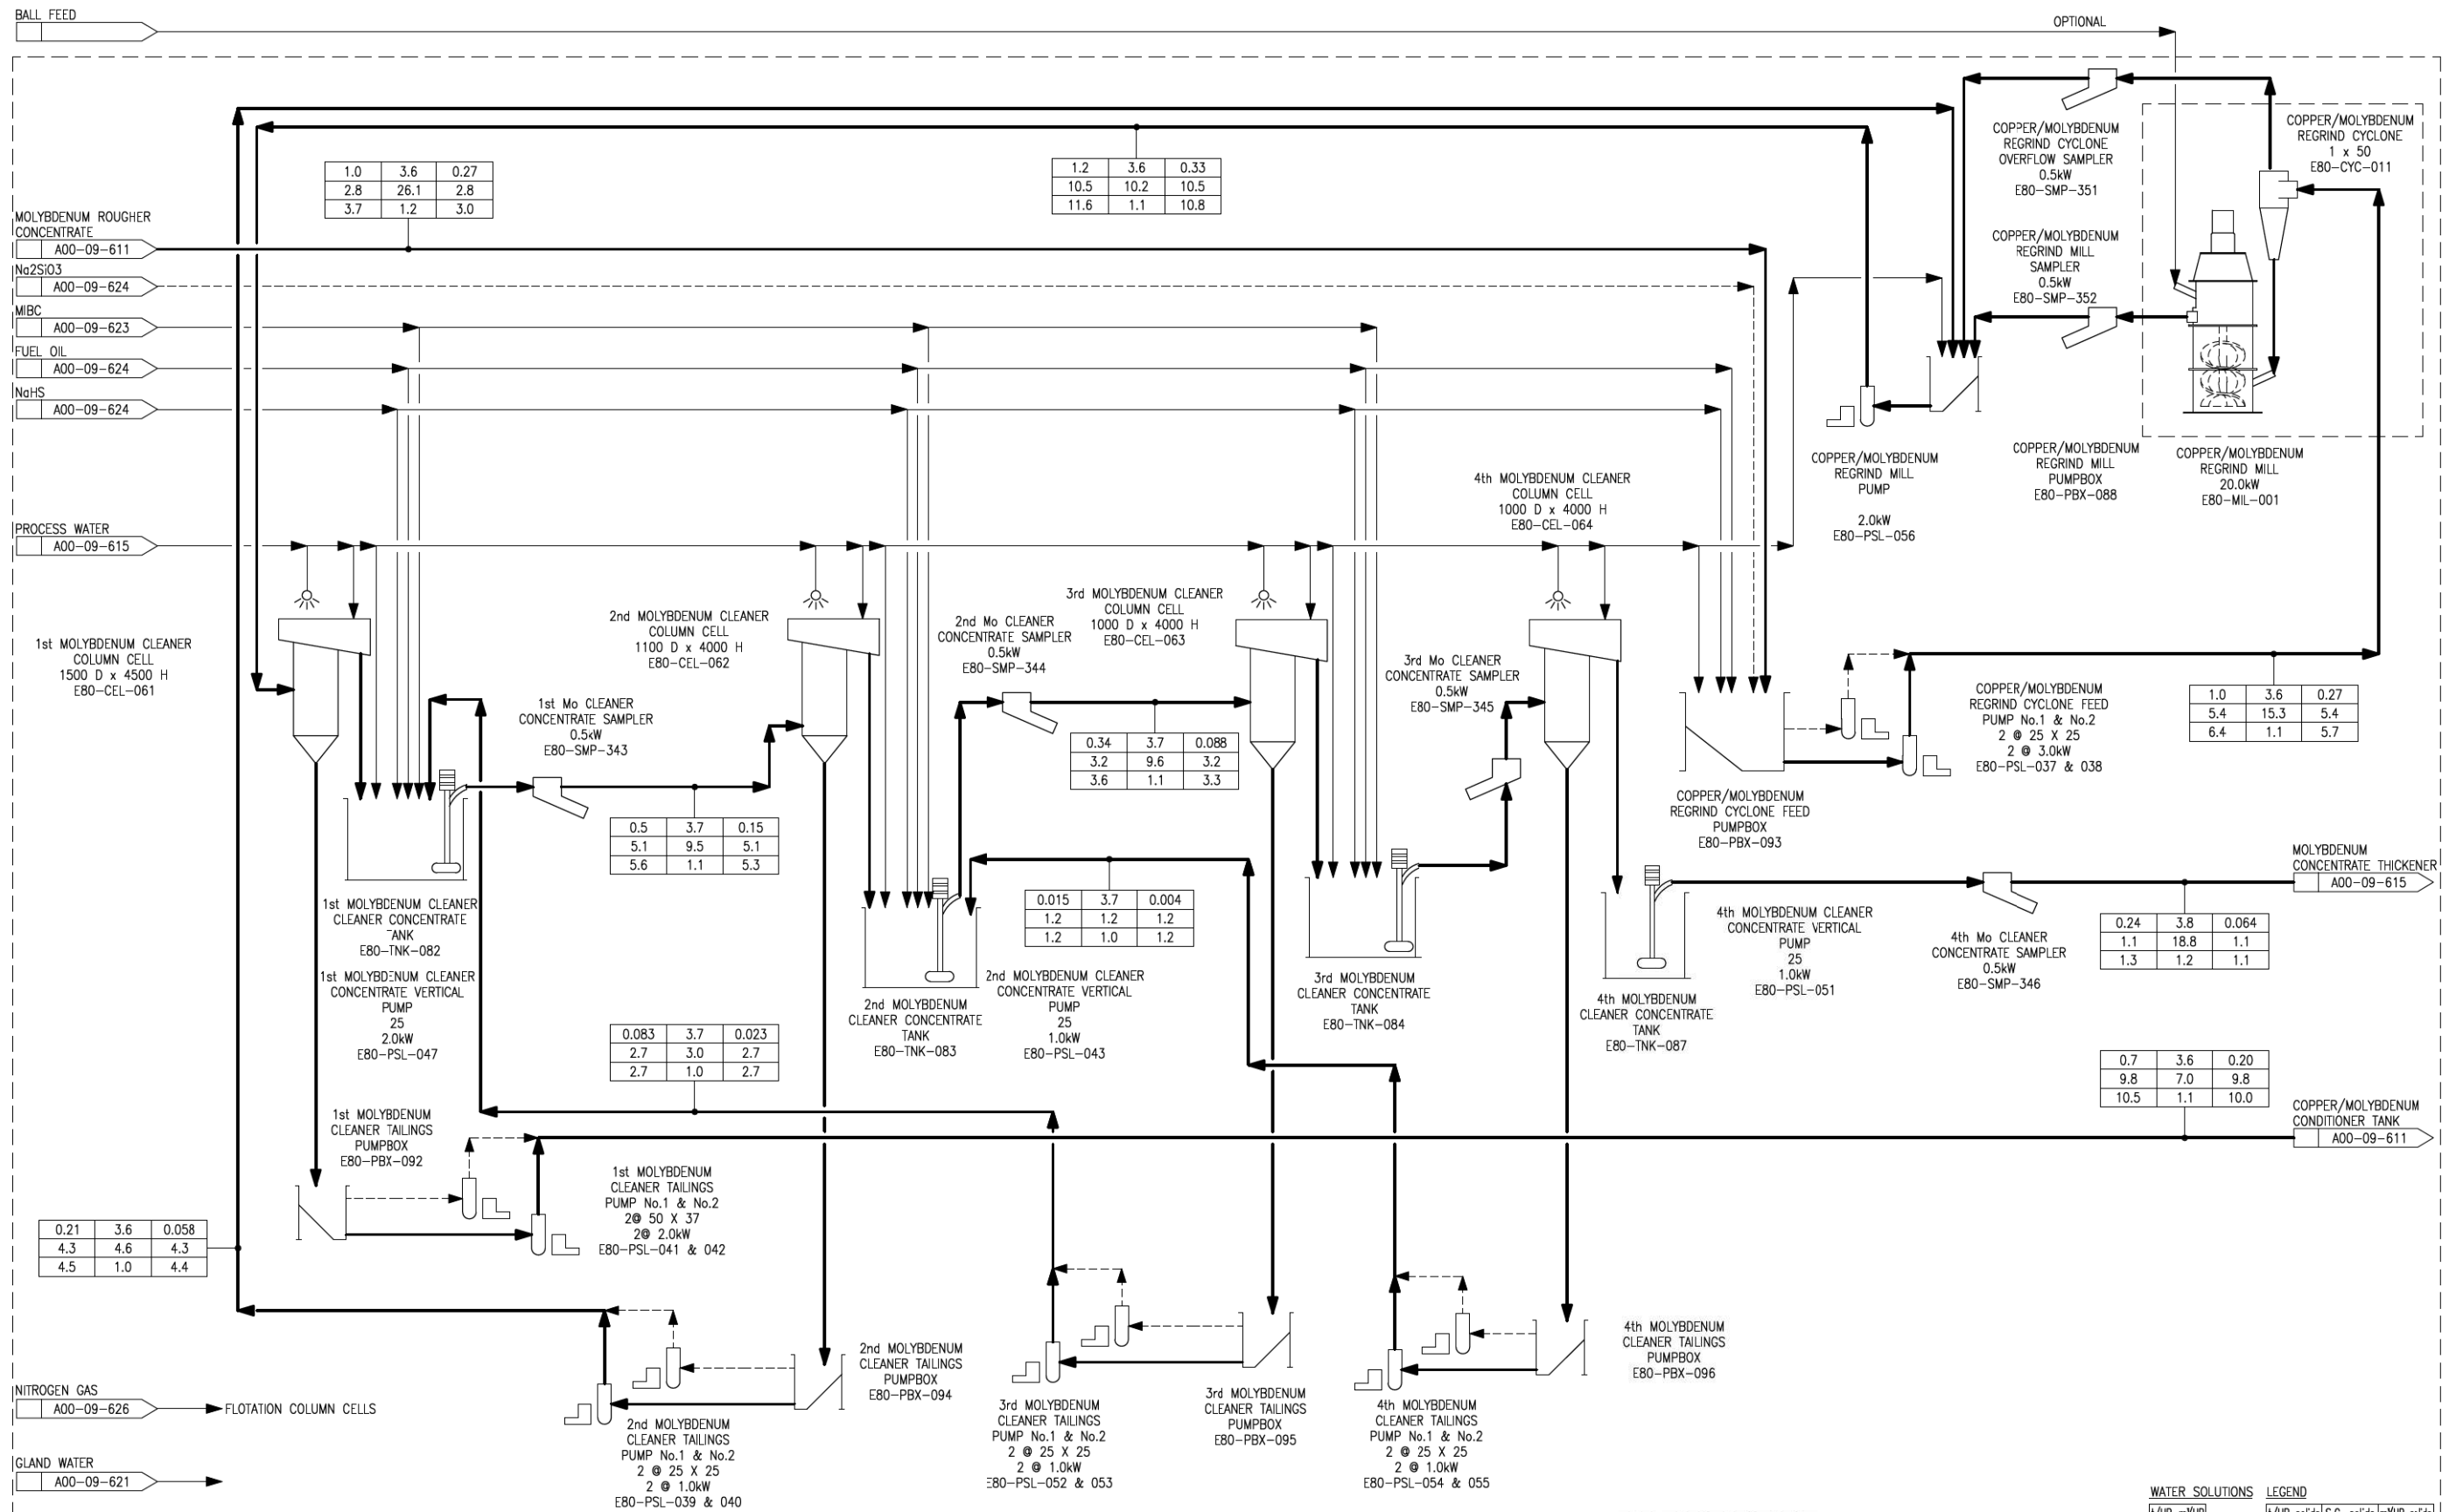 BALL FEED
OPTIONAL
COPPER/MOLYBDENUM
REGRIND CYCLONE
OVERFLOW SAMPLER
0.5kW
E80-SMP-351
COPPER/MOLYBDENUM
REGRIND CYCLONE
1 x 50
E80-CYC-011
1.0 3.6 0.27
2.8 26.1 2.8
3.7 1.2 3.0
1.2 3.6 0.33
10.5 10.2 10.5
11.6 1.1 10.8
MOLYBDENUM ROUGHER
CONCENTRATE
A00-09-611
Na2SiO3
A00-09-624
MIBC
A00-09-623
FUEL OIL
A00-09-624
NaHS
A00-09-624
COPPER/MOLYBDENUM
REGRIND MILL
SAMPLER
0.5kW
E80-SMP-352
COPPER/MOLYBDENUM
REGRIND MILL
PUMP
2.0kW
E80-PSL-056
COPPER/MOLYBDENUM
REGRIND MILL
PUMPBOX
E80-PBX-088
COPPER/MOLYBDENUM
REGRIND MILL
20.0kW
E80-MIL-001
4th MOLYBDENUM CLEANER
COLUMN CELL
1000 D x 4000 H
E80-CEL-064
PROCESS WATER
A00-09-615
1st MOLYBDENUM CLEANER
COLUMN CELL
1500 D x 4500 H
E80-CEL-061
2nd MOLYBDENUM CLEANER
COLUMN CELL
1100 D x 4000 H
E80-CEL-062
2nd Mo CLEANER
CONCENTRATE SAMPLER
0.5kW
E80-SMP-344
3rd MOLYBDENUM CLEANER
COLUMN CELL
1000 D x 4000 H
E80-CEL-063
1st Mo CLEANER
CONCENTRATE SAMPLER
0.5kW
E80-SMP-343
3rd Mo CLEANER
CONCENTRATE SAMPLER
0.5kW
E80-SMP-345
COPPER/MOLYBDENUM
REGRIND CYCLONE FEED
PUMP No.1 & No.2
2 @ 25 X 25
2 @ 3.0kW
E80-PSL-037 & 038
1.0 3.6 0.27
5.4 15.3 5.4
6.4 1.1 5.7
0.34 3.7 0.088
3.2 9.6 3.2
3.6 1.1 3.3
0.5 3.7 0.15
5.1 9.5 5.1
5.6 1.1 5.3
COPPER/MOLYBDENUM
REGRIND CYCLONE FEED
PUMPBOX
E80-PBX-093
MOLYBDENUM
CONCENTRATE THICKENER
A00-09-615
1st MOLYBDENUM CLEANER
CLEANER CONCENTRATE
TANK
E80-TNK-082
0.015 3.7 0.004
1.2 1.2 1.2
1.2 1.0 1.2
4th MOLYBDENUM CLEANER
CONCENTRATE VERTICAL
PUMP
25
1.0kW
E80-PSL-051
4th Mo CLEANER
CONCENTRATE SAMPLER
0.5kW
E80-SMP-346
0.24 3.8 0.064
1.1 18.8 1.1
1.3 1.2 1.1
1st MOLYBDENUM CLEANER
CONCENTRATE VERTICAL
PUMP
25
2.0kW
E80-PSL-047
2nd MOLYBDENUM
CLEANER CONCENTRATE
TANK
E80-TNK-083
2nd MOLYBDENUM CLEANER
CONCENTRATE VERTICAL
PUMP
25
1.0kW
E80-PSL-043
3rd MOLYBDENUM
CLEANER CONCENTRATE
TANK
E80-TNK-084
4th MOLYBDENUM
CLEANER CONCENTRATE
TANK
E80-TNK-087
0.083 3.7 0.023
2.7 3.0 2.7
2.7 1.0 2.7
0.7 3.6 0.20
9.8 7.0 9.8
10.5 1.1 10.0
COPPER/MOLYBDENUM
CONDITIONER TANK
A00-09-611
1st MOLYBDENUM
CLEANER TAILINGS
PUMPBOX
E80-PBX-092
1st MOLYBDENUM
CLEANER TAILINGS
PUMP No.1 & No.2
2@ 50 X 37
2@ 2.0kW
E80-PSL-041 & 042
0.21 3.6 0.058
4.3 4.6 4.3
4.5 1.0 4.4
2nd MOLYBDENUM
CLEANER TAILINGS
PUMPBOX
E80-PBX-094
4th MOLYBDENUM
CLEANER TAILINGS
PUMPBOX
E80-PBX-096
NITROGEN GAS
A00-09-626
FLOTATION COLUMN CELLS
2nd MOLYBDENUM
CLEANER TAILINGS
PUMP No.1 & No.2
2 @ 25 X 25
2 @ 1.0kW
E80-PSL-039 & 040
3rd MOLYBDENUM
CLEANER TAILINGS
PUMP No.1 & No.2
2 @ 25 X 25
2 @ 1.0kW
E80-PSL-052 & 053
3rd MOLYBDENUM
CLEANER TAILINGS
PUMPBOX
E80-PBX-095
4th MOLYBDENUM
CLEANER TAILINGS
PUMP No.1 & No.2
2 @ 25 X 25
2 @ 1.0kW
E80-PSL-054 & 055
GLAND WATER
A00-09-621
WATER SOLUTIONS LEGEND